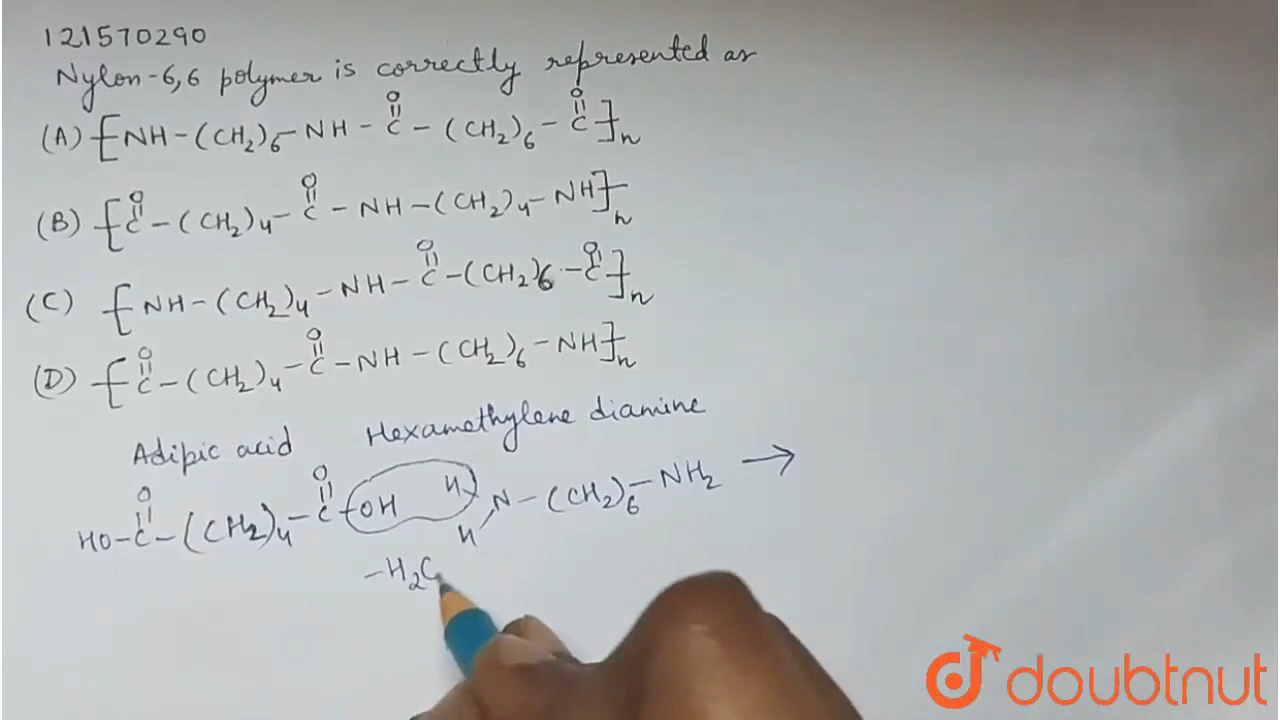 121570290
Nylon-6,6 polymer is correctly represented as
(A) [NH-(CH2)6-NH-C(=O)-(CH2)6-C(=O)]n
(B) [C(=O)-(CH2)4-C(=O)-NH-(CH2)4-NH]n
(C) [NH-(CH2)4-NH-C(=O)-(CH2)6-C(=O)]n
(D) [C(=O)-(CH2)4-C(=O)-NH-(CH2)6-NH]n
Adipic acid Hexamethylene diamine
HO-C(=O)-(CH2)4-C(=O)-OH H-N(-H)-(CH2)6-NH2 →
-H2
doubtnut